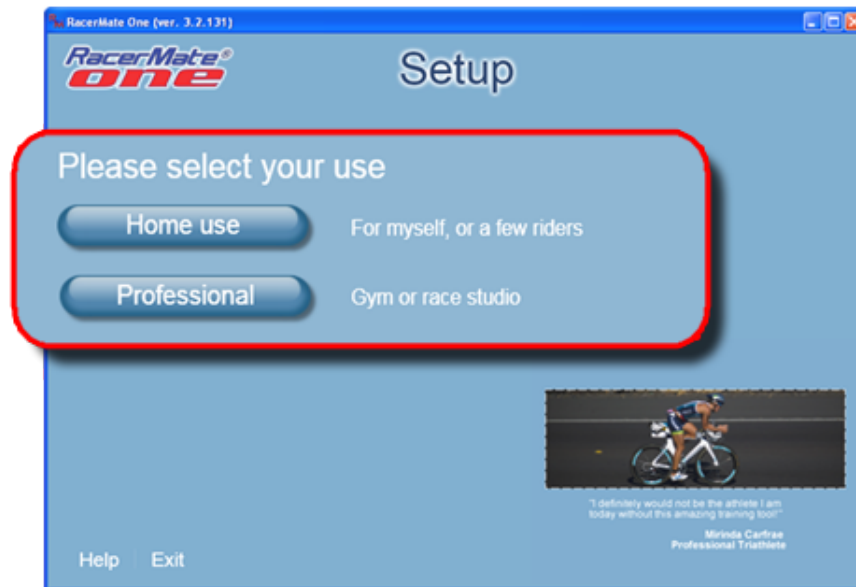 RacerMate One (ver. 3.2.131)
RacerMate®
one
Setup
Please select your use
Home use
For myself, or a few riders
Professional
Gym or race studio
"I definitely would not be the athlete I am
today without this amazing training tool!"
Mirinda Carfrae
Professional Triathlete
Help
Exit